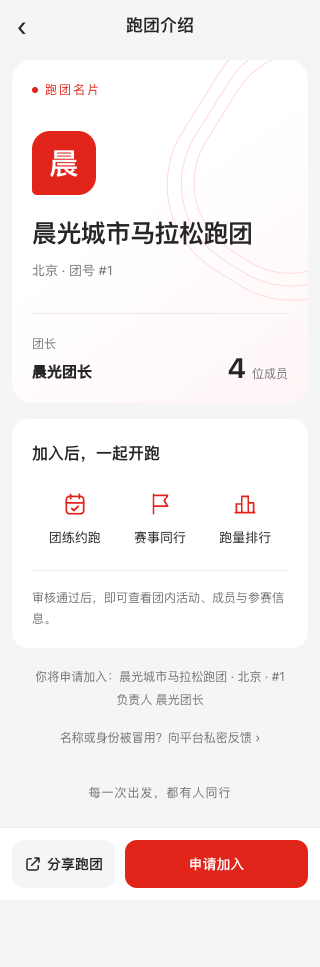 跑团介绍
跑团名片
晨
晨光城市马拉松跑团
北京 · 团号 #1
团长
晨光团长
4 位成员
加入后，一起开跑
团练约跑 赛事同行 跑量排行
审核通过后，即可查看团内活动、成员与参赛信
息。
你将申请加入：晨光城市马拉松跑团 · 北京 · #1
负责人 晨光团长
名称或身份被冒用？向平台私密反馈 ›
每一次出发，都有人同行
分享跑团 申请加入